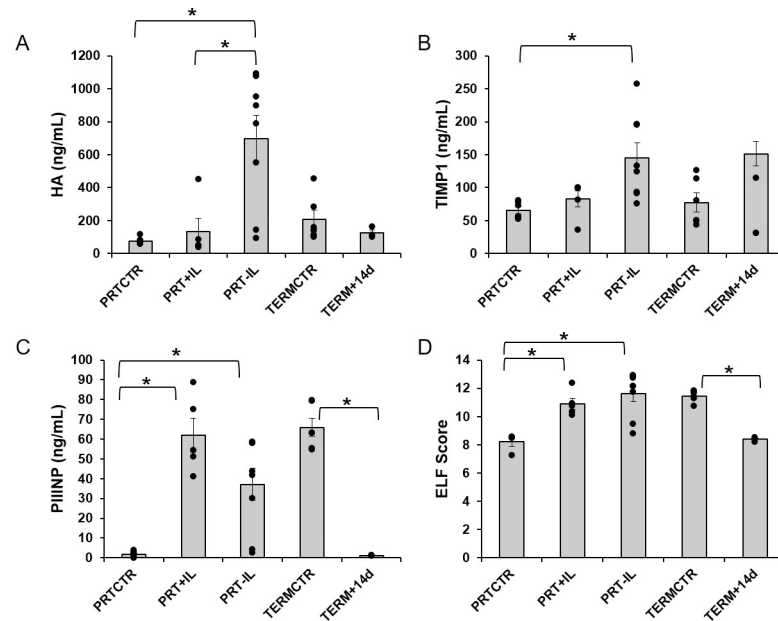 A
*
*
1200
1000
800
600
400
200
0
HA (ng/mL)
PRTCTR
PRT+IL
PRT-IL
TERMCTR
TERM+14d
B
*
300
250
200
150
100
50
0
TIMP1 (ng/mL)
PRTCTR
PRT+IL
PRT-IL
TERMCTR
TERM+14d
C
*
*
*
100
90
80
70
60
50
40
30
20
10
0
PIIINP (ng/mL)
PRTCTR
PRT+IL
PRT-IL
TERMCTR
TERM+14d
D
*
*
*
14
12
10
8
6
4
2
0
ELF Score
PRTCTR
PRT+IL
PRT-IL
TERMCTR
TERM+14d